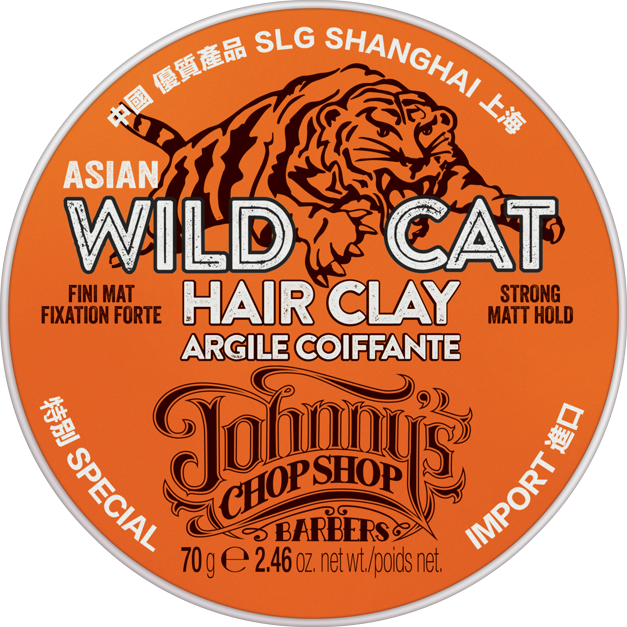 中國 優質產品 SLG SHANGHAI 上海
ASIAN
WILD CAT
HAIR CLAY
ARGILE COIFFANTE
FINI MAT
FIXATION FORTE
STRONG
MATT HOLD
特別 SPECIAL
IMPORT 進口
Johnny's
CHOP SHOP
BARBERS
70 g ℮ 2.46 oz. net wt./poids net.